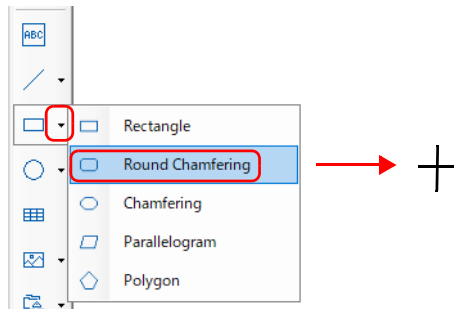 ABC
Rectangle
Round Chamfering
Chamfering
Parallelogram
Polygon